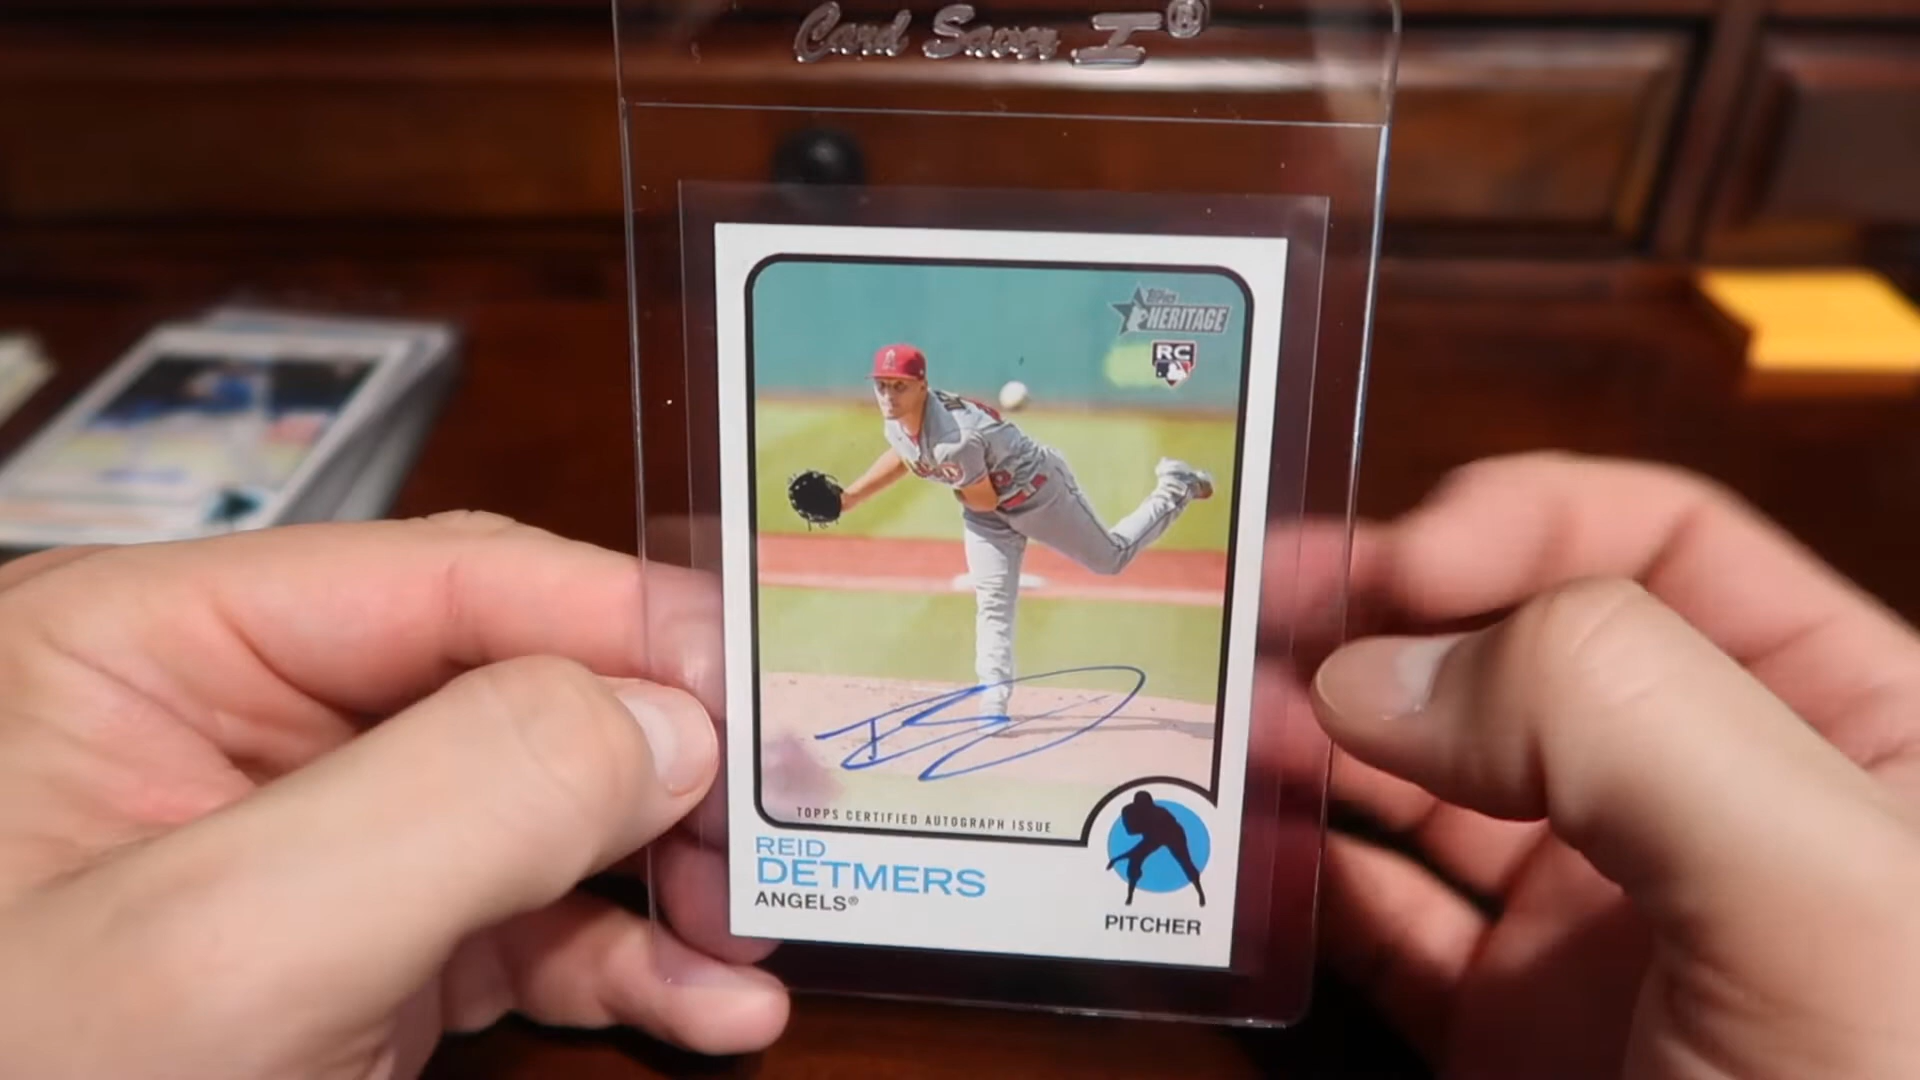 Card Saver I®
Topps
HERITAGE
RC
TOPPS CERTIFIED AUTOGRAPH ISSUE
REID
DETMERS
ANGELS®
PITCHER